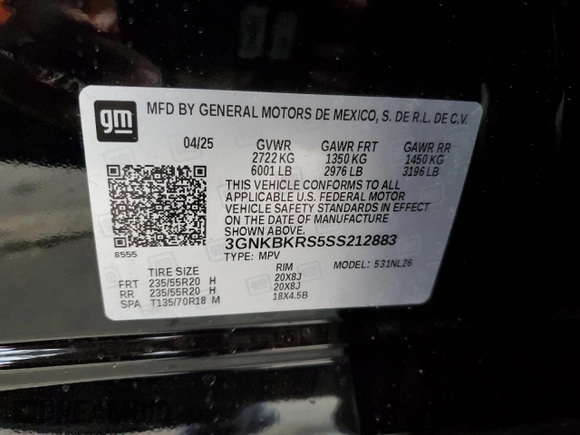 gm MFD BY GENERAL MOTORS DE MEXICO, S. DE R.L. DE C.V.
04/25 GVWR GAWR FRT GAWR RR
2722 KG 1350 KG 1450 KG
6001 LB 2976 LB 3196 LB
THIS VEHICLE CONFORMS TO ALL
APPLICABLE U.S. FEDERAL MOTOR
VEHICLE SAFETY STANDARDS IN EFFECT
ON THE DATE OF MANUFACTURE
SHOWN ABOVE.
3GNKBKRS5SS212883
8555 TYPE: MPV MODEL: 531NL26
TIRE SIZE RIM
FRT 235/55R20 H 20X8J
RR 235/55R20 H 20X8J
SPA T135/70R18 M 18X4.5B